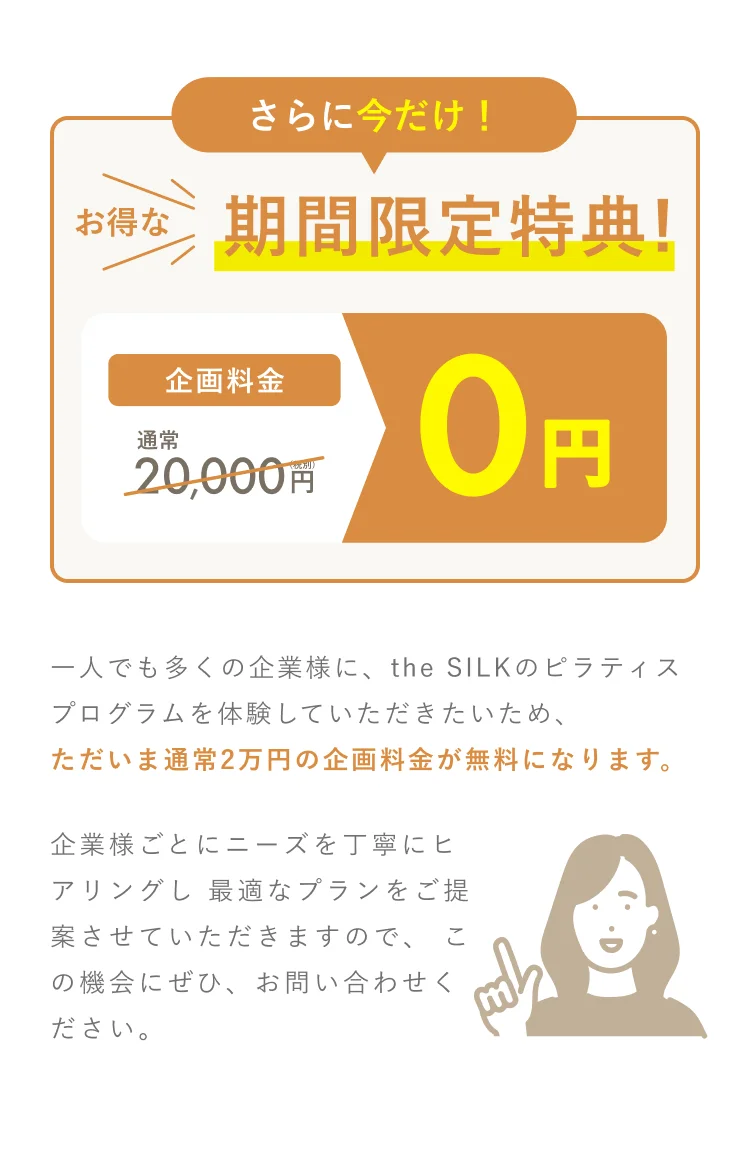 さらに今だけ！
お得な
期間限定特典!
企画料金
通常
20,000円(税別)
0円
一人でも多くの企業様に、the SILKのピラティス
プログラムを体験していただきたいため、
ただいま通常2万円の企画料金が無料になります。
企業様ごとにニーズを丁寧にヒ
アリングし 最適なプランをご提
案させていただきますので、 こ
の機会にぜひ、お問い合わせく
ださい。